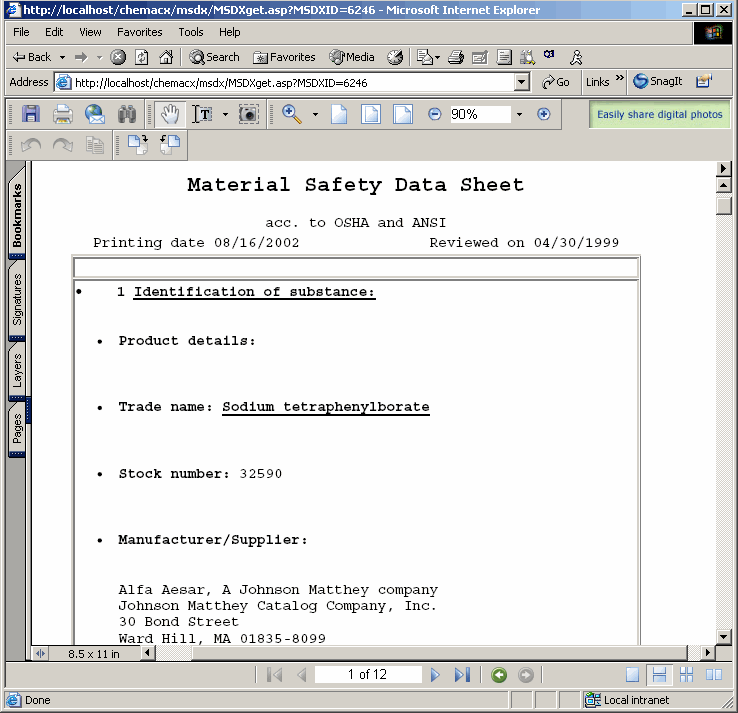 http://localhost/chemacx/msdx/MSDXget.asp?MSDXID=6246 - Microsoft Internet Explorer
File Edit View Favorites Tools Help
Back Search Favorites Media
Address http://localhost/chemacx/msdx/MSDXget.asp?MSDXID=6246 Go Links » SnagIt
T 90% Easily share digital photos
Bookmarks
Signatures
Layers
Pages
Material Safety Data Sheet
acc. to OSHA and ANSI
Printing date 08/16/2002 Reviewed on 04/30/1999
• 1 Identification of substance:
• Product details:
• Trade name: Sodium tetraphenylborate
• Stock number: 32590
• Manufacturer/Supplier:
Alfa Aesar, A Johnson Matthey company
Johnson Matthey Catalog Company, Inc.
30 Bond Street
Ward Hill, MA 01835-8099
8.5 x 11 in
1 of 12
Done Local intranet